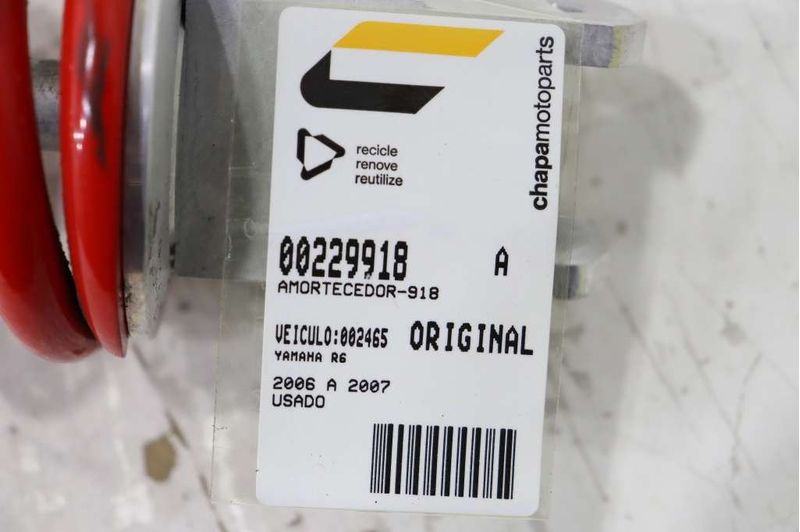 chapamotoparts
recicle
renove
reutilize
00229918 A
AMORTECEDOR-918
VEICULO:002465 ORIGINAL
YAMAHA R6
2006 A 2007
USADO